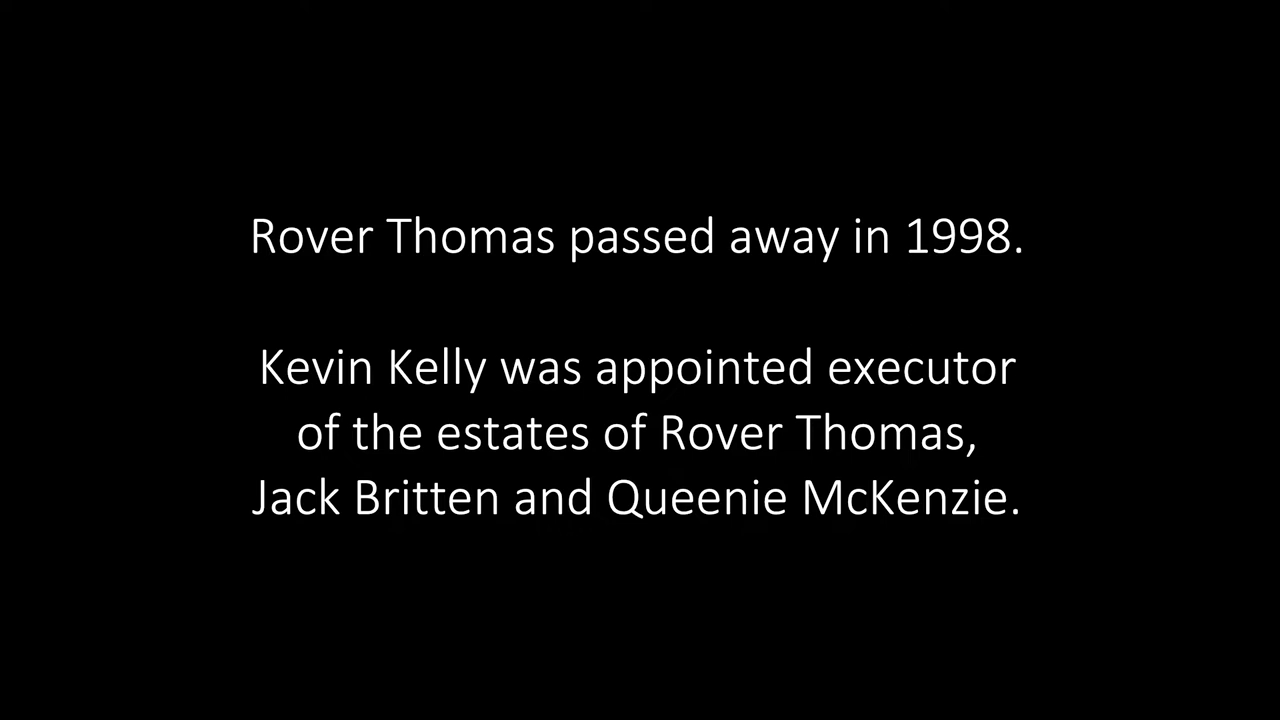 Rover Thomas passed away in 1998.
Kevin Kelly was appointed executor
of the estates of Rover Thomas,
Jack Britten and Queenie McKenzie.